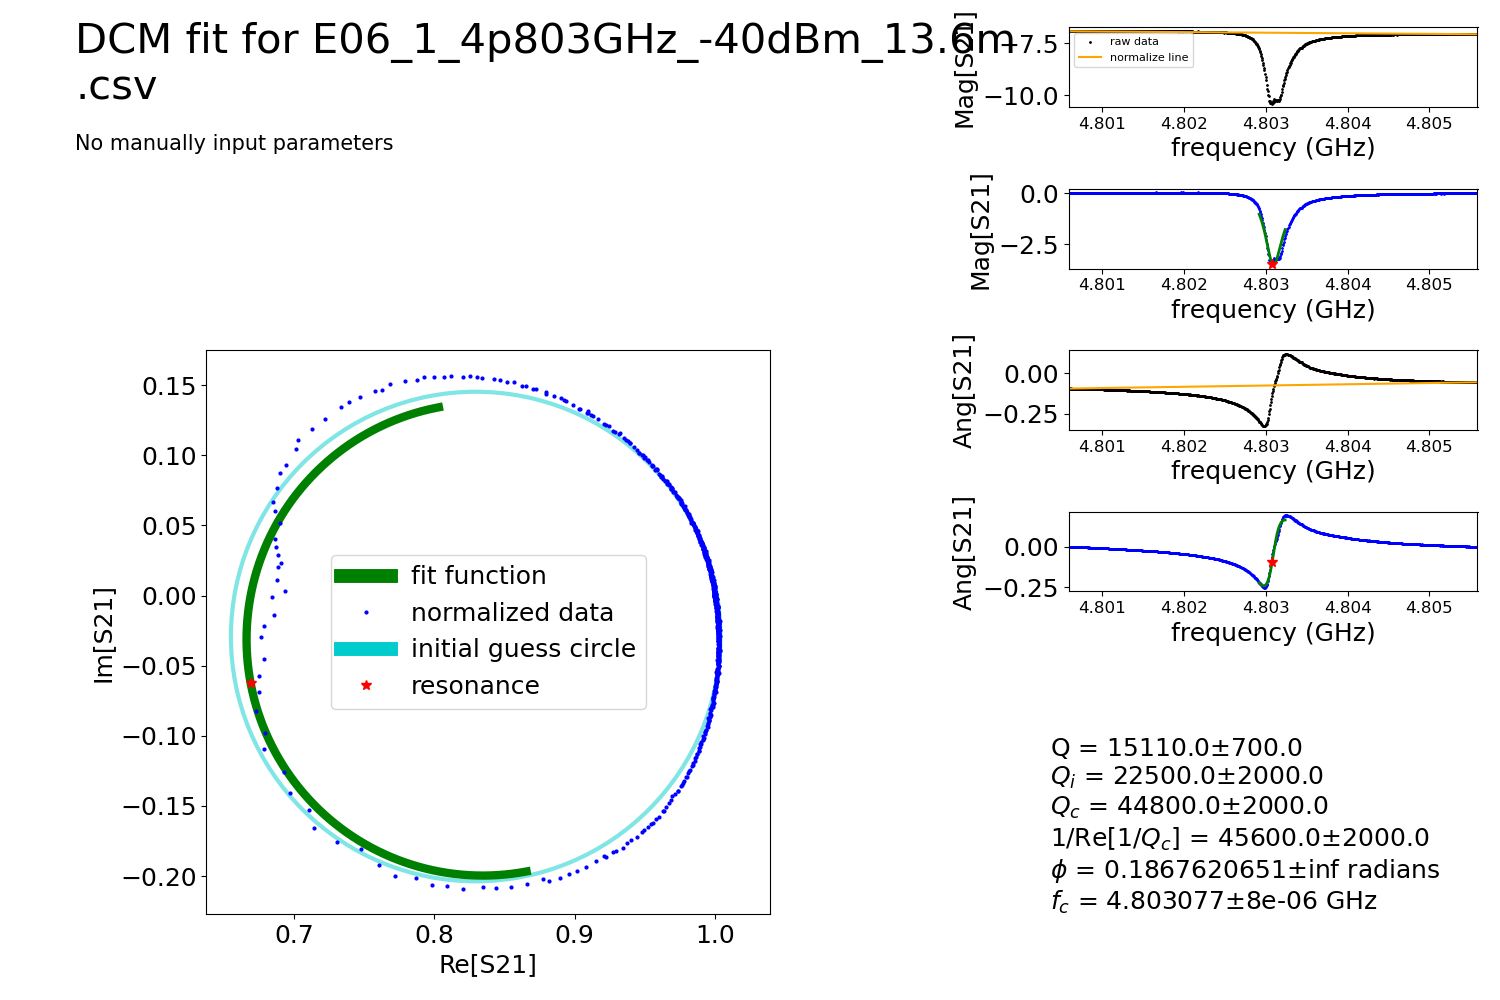 DCM fit for E06_1_4p803GHz_-40dBm_13.6m
.csv
No manually input parameters
Mag[S21]
−7.5
−10.0
raw data
normalize line
4.801 4.802 4.803 4.804 4.805
frequency (GHz)
Mag[S21]
0.0
−2.5
4.801 4.802 4.803 4.804 4.805
frequency (GHz)
Ang[S21]
0.00
−0.25
4.801 4.802 4.803 4.804 4.805
frequency (GHz)
Ang[S21]
0.00
−0.25
4.801 4.802 4.803 4.804 4.805
frequency (GHz)
Im[S21]
0.15
0.10
0.05
0.00
−0.05
−0.10
−0.15
−0.20
fit function
normalized data
initial guess circle
resonance
0.7 0.8 0.9 1.0
Re[S21]
Q = 15110.0±700.0
Qi = 22500.0±2000.0
Qc = 44800.0±2000.0
1/Re[1/Qc] = 45600.0±2000.0
ϕ = 0.1867620651±inf radians
fc = 4.803077±8e-06 GHz